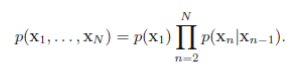 p(x₁, . . . , x_N) = p(x₁) ∏_{n=2}^{N} p(x_n|x_{n−1}).